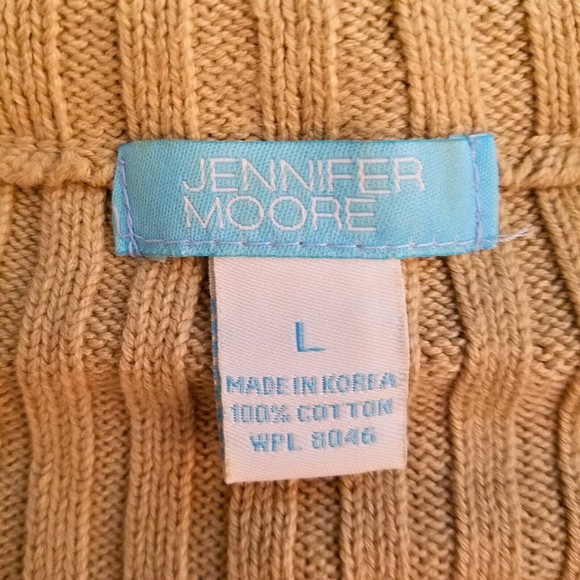 JENNIFER
MOORE
L
MADE IN KOREA
100% COTTON
WPL 8046